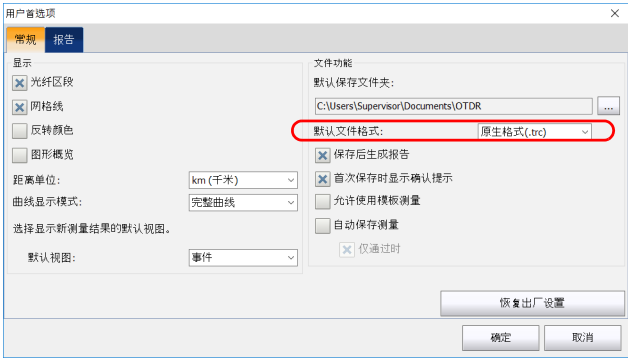 用户首选项
常规 报告
显示
光纤区段
网格线
反转颜色
图形概览
距离单位: km (千米)
曲线显示模式: 完整曲线
选择显示新测量结果的默认视图。
默认视图: 事件
文件功能
默认保存文件夹:
C:\Users\Supervisor\Documents\OTDR ...
默认文件格式: 原生格式(.trc)
保存后生成报告
首次保存时显示确认提示
允许使用模板测量
自动保存测量
仅通过时
恢复出厂设置
确定 取消